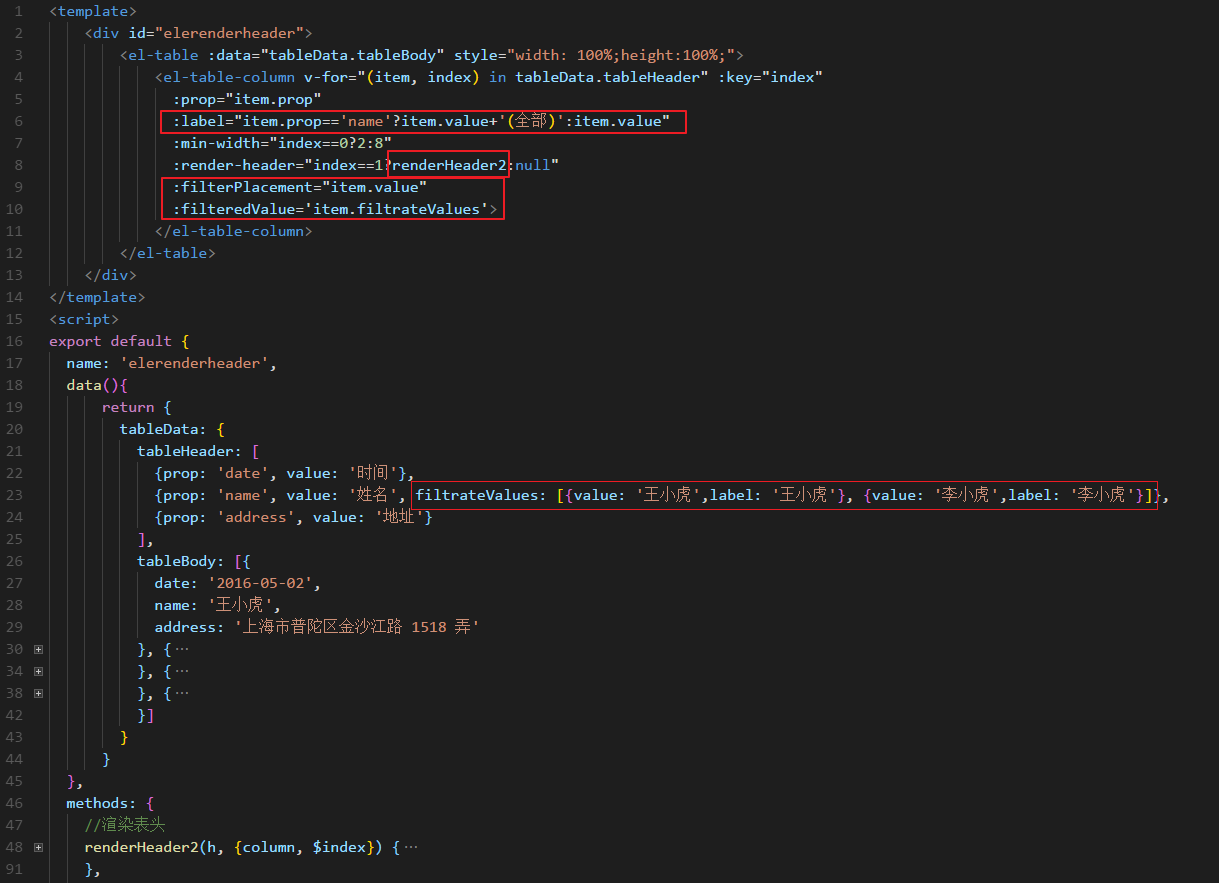 1 <template>
2 <div id="elerenderheader">
3 <el-table :data="tableData.tableBody" style="width: 100%;height:100%;">
4 <el-table-column v-for="(item, index) in tableData.tableHeader" :key="index"
5 :prop="item.prop"
6 :label="item.prop=='name'?item.value+'(全部)':item.value"
7 :min-width="index==0?2:8"
8 :render-header="index==1?renderHeader2:null"
9 :filterPlacement="item.value"
10 :filteredValue='item.filtrateValues'>
11 </el-table-column>
12 </el-table>
13 </div>
14 </template>
15 <script>
16 export default {
17 name: 'elerenderheader',
18 data(){
19 return {
20 tableData: {
21 tableHeader: [
22 {prop: 'date', value: '时间'},
23 {prop: 'name', value: '姓名', filtrateValues: [{value: '王小虎',label: '王小虎'}, {value: '李小虎',label: '李小虎'}]},
24 {prop: 'address', value: '地址'}
25 ],
26 tableBody: [{
27 date: '2016-05-02',
28 name: '王小虎',
29 address: '上海市普陀区金沙江路 1518 弄'
30 }, {…
34 }, {…
38 }, {…
42 }]
43 }
44 }
45 },
46 methods: {
47 //渲染表头
48 renderHeader2(h, {column, $index}) {…
91 },